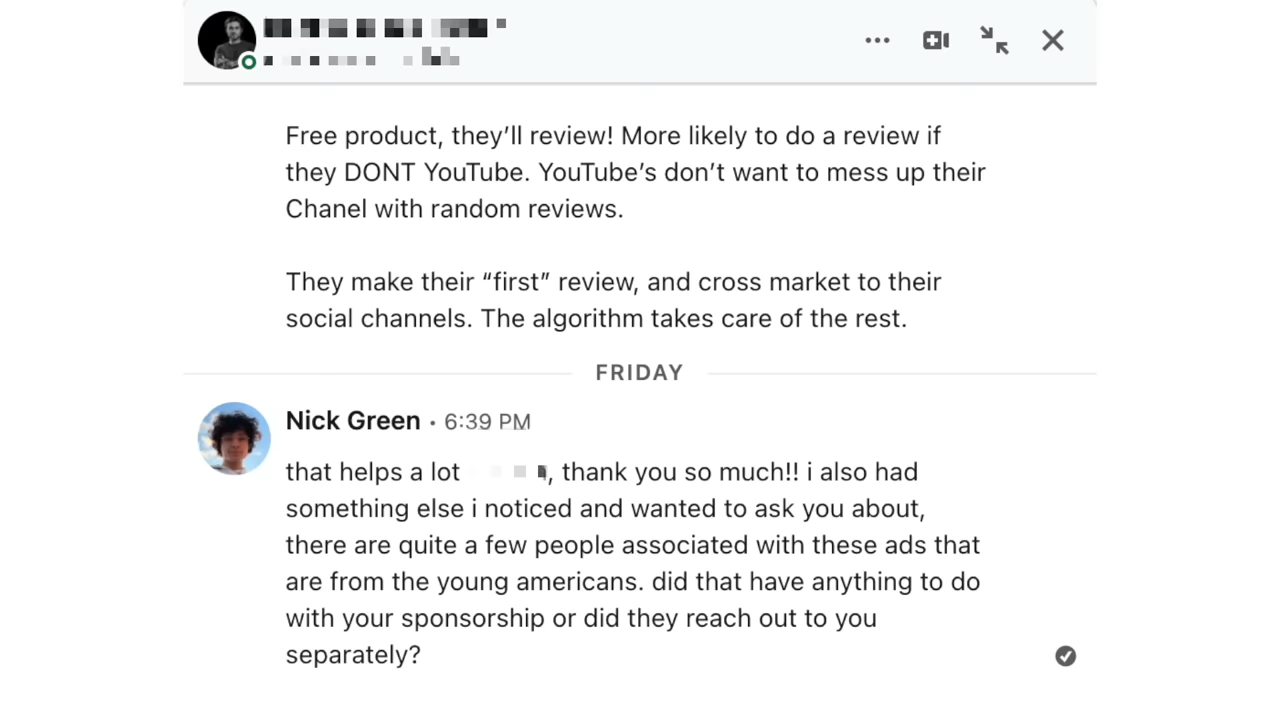 Free product, they’ll review! More likely to do a review if
they DONT YouTube. YouTube’s don’t want to mess up their
Chanel with random reviews.
They make their “first” review, and cross market to their
social channels. The algorithm takes care of the rest.
FRIDAY
Nick Green • 6:39 PM
that helps a lot , thank you so much!! i also had
something else i noticed and wanted to ask you about,
there are quite a few people associated with these ads that
are from the young americans. did that have anything to do
with your sponsorship or did they reach out to you
separately?